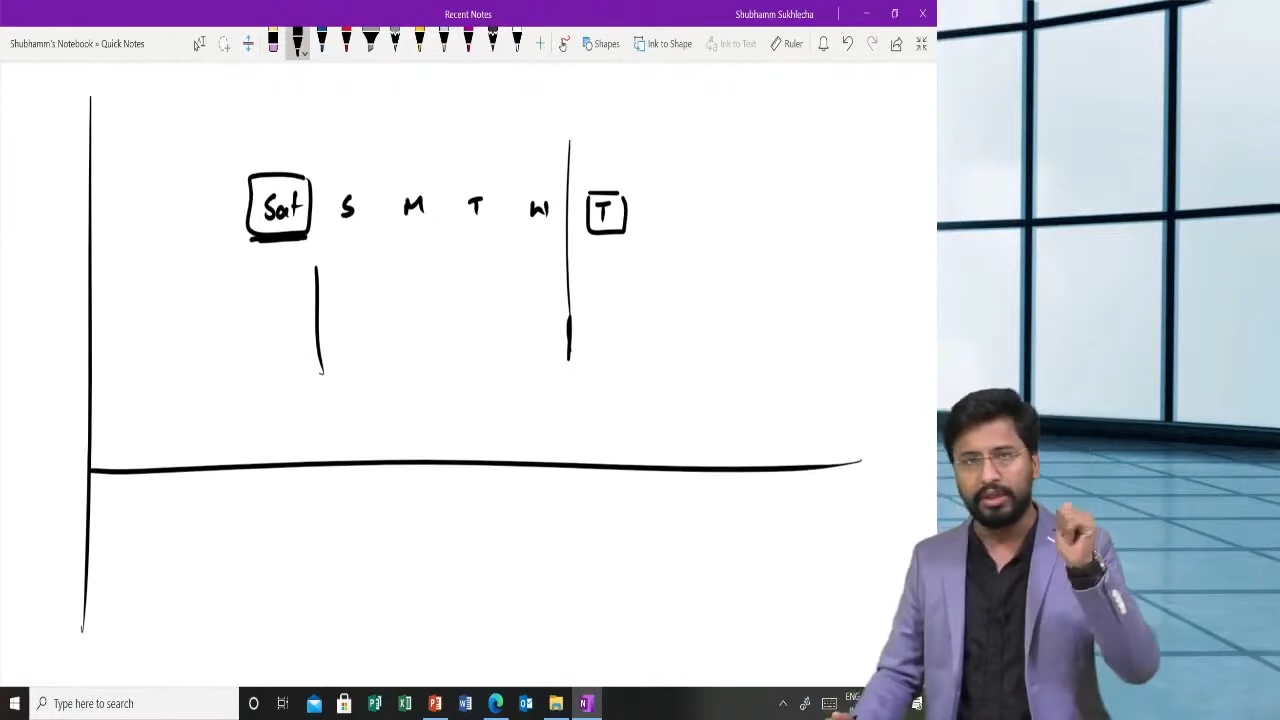 Recent Notes
Shubhamm Sukhlecha
Shubhamm's Notebook » Quick Notes
Shapes
Ink to Shape
Ink to Text
Ruler
Sat S M T W T
Type here to search
ENG